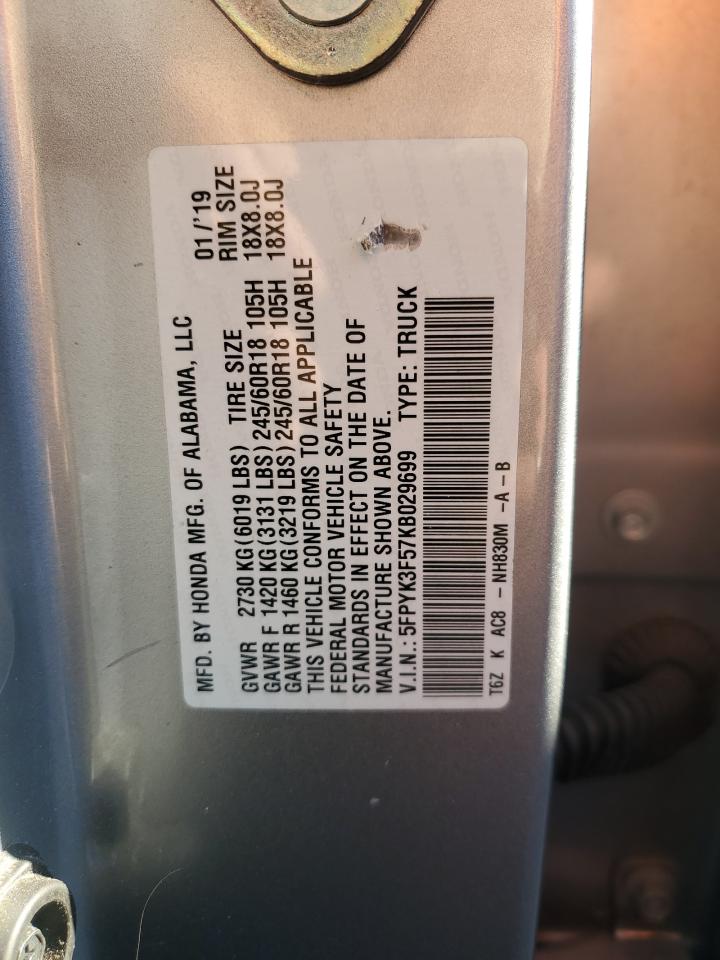 MFD. BY HONDA MFG. OF ALABAMA, LLC 01/'19
GVWR 2730 KG(6019 LBS) TIRE SIZE RIM SIZE
GAWR F 1420 KG(3131 LBS) 245/60R18 105H 18X8.0J
GAWR R 1460 KG(3219 LBS) 245/60R18 105H 18X8.0J
THIS VEHICLE CONFORMS TO ALL APPLICABLE
FEDERAL MOTOR VEHICLE SAFETY
STANDARDS IN EFFECT ON THE DATE OF
MANUFACTURE SHOWN ABOVE.
V.I.N.: 5FPYK3F57KB029699 TYPE: TRUCK
T6Z K AC8 - NH830M -A-B